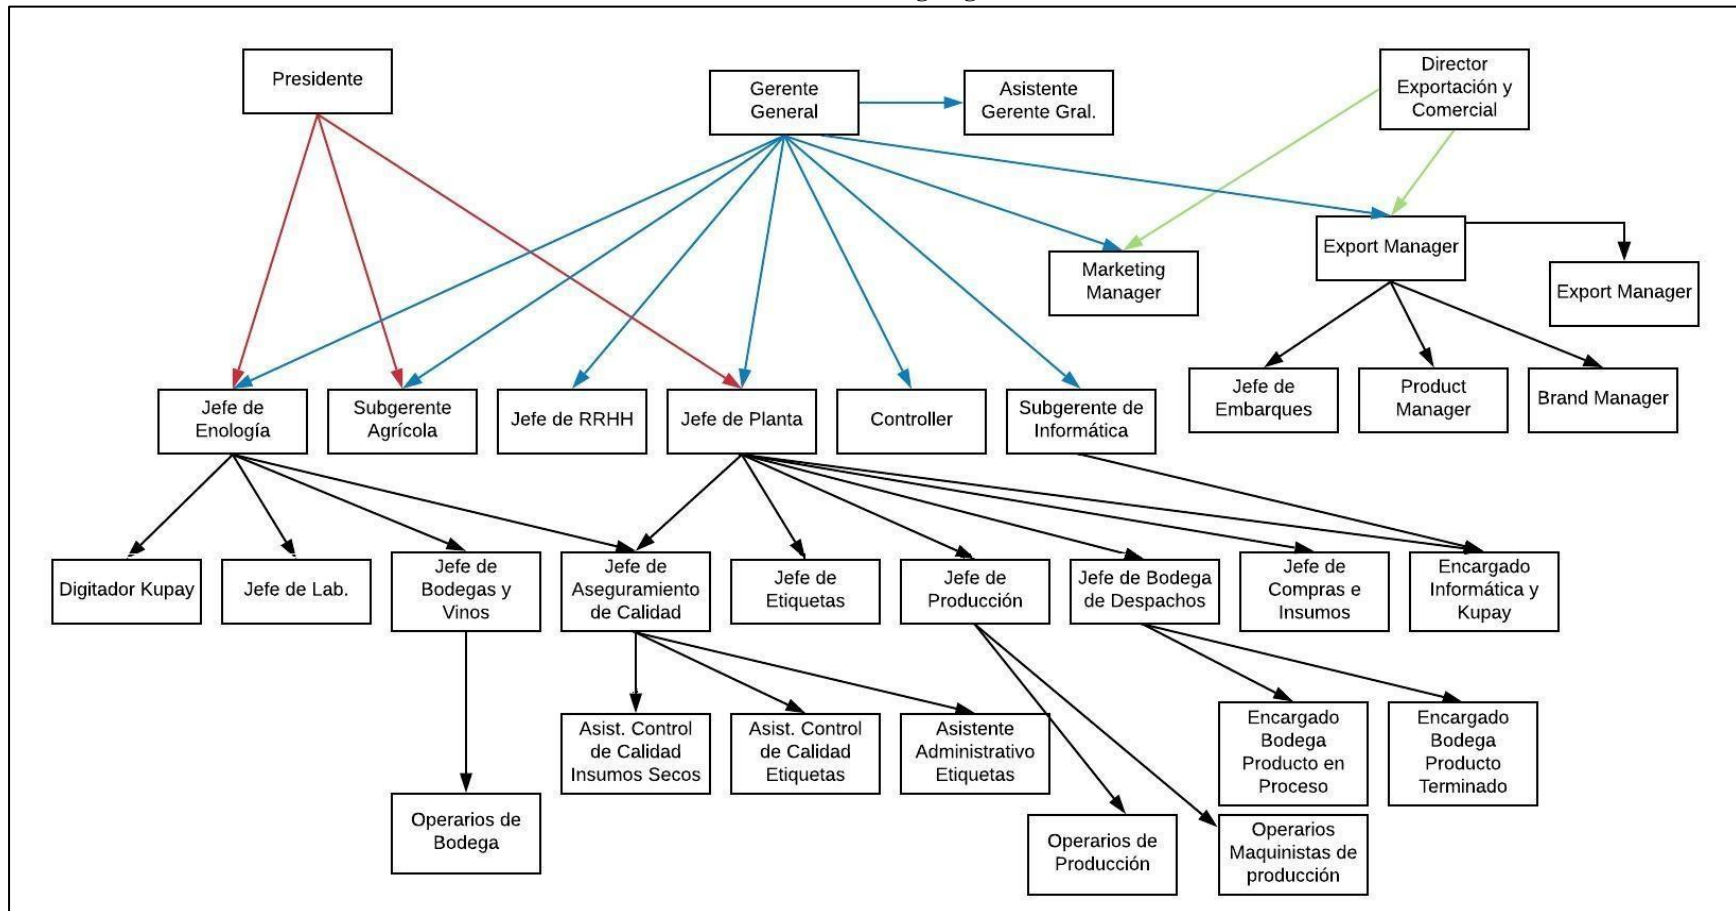 Presidente
Gerente
General
Asistente
Gerente Gral.
Director
Exportación y
Comercial
Export Manager
Marketing
Manager
Export Manager
Jefe de
Embarques
Product
Manager
Brand Manager
Jefe de
Enología
Subgerente
Agrícola
Jefe de RRHH
Jefe de Planta
Controller
Subgerente de
Informática
Digitador Kupay
Jefe de Lab.
Jefe de
Bodegas y
Vinos
Jefe de
Aseguramiento
de Calidad
Jefe de
Etiquetas
Jefe de
Producción
Jefe de Bodega
de Despachos
Jefe de
Compras e
Insumos
Encargado
Informática y
Kupay
Asist. Control
de Calidad
Insumos Secos
Asist. Control
de Calidad
Etiquetas
Asistente
Administrativo
Etiquetas
Encargado
Bodega
Producto en
Proceso
Encargado
Bodega
Producto
Terminado
Operarios de
Bodega
Operarios de
Producción
Operarios
Maquinistas de
producción